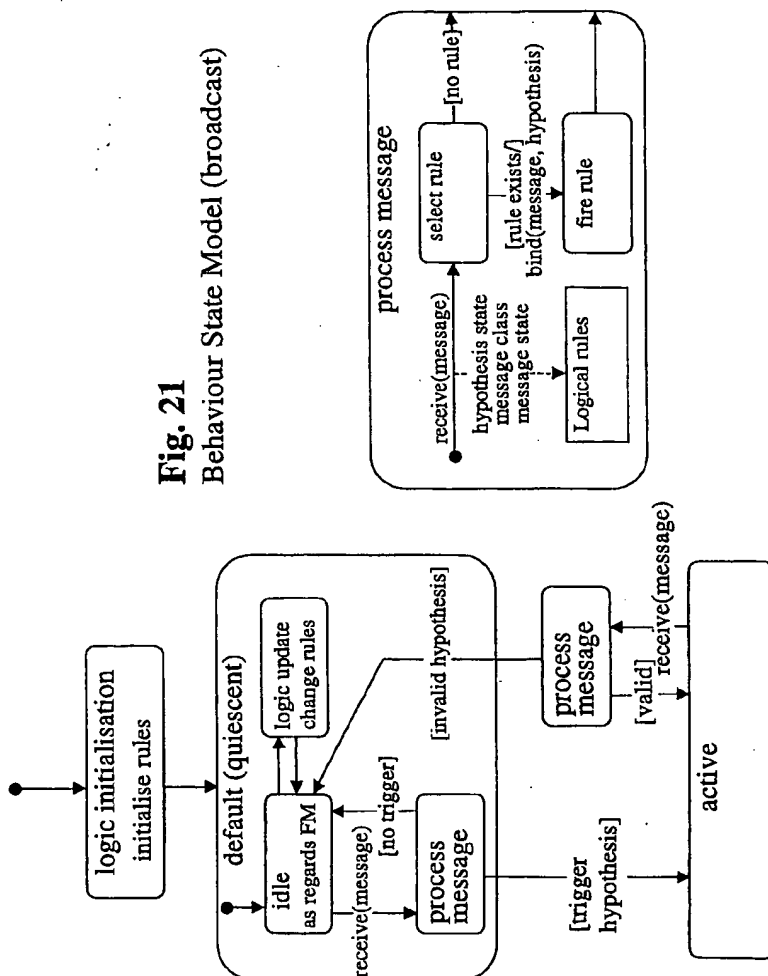 Fig. 21
Behaviour State Model (broadcast)
logic initialisation
initialise rules
default (quiescent)
idle
as regards FM
logic update
change rules
receive(message)
[no trigger]
process
message
[invalid hypothesis]
[trigger
hypothesis]
process
message
[valid]
receive(message)
active
process message
receive(message)
select rule
[no rule]
hypothesis state
message class
message state
[rule exists/]
bind(message, hypothesis)
Logical rules
fire rule